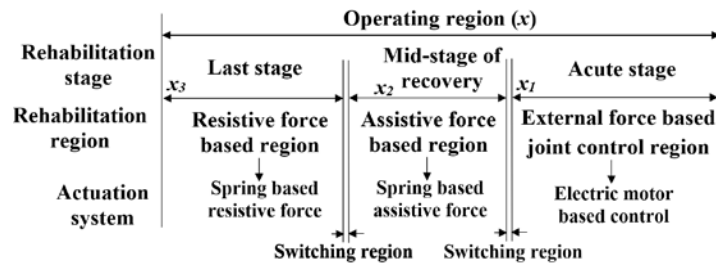 Operating region (x)
Rehabilitation stage
Last stage
Mid-stage of recovery
Acute stage
x3
x2
x1
Rehabilitation region
Resistive force based region
Assistive force based region
External force based joint control region
Actuation system
Spring based resistive force
Spring based assistive force
Electric motor based control
Switching region
Switching region